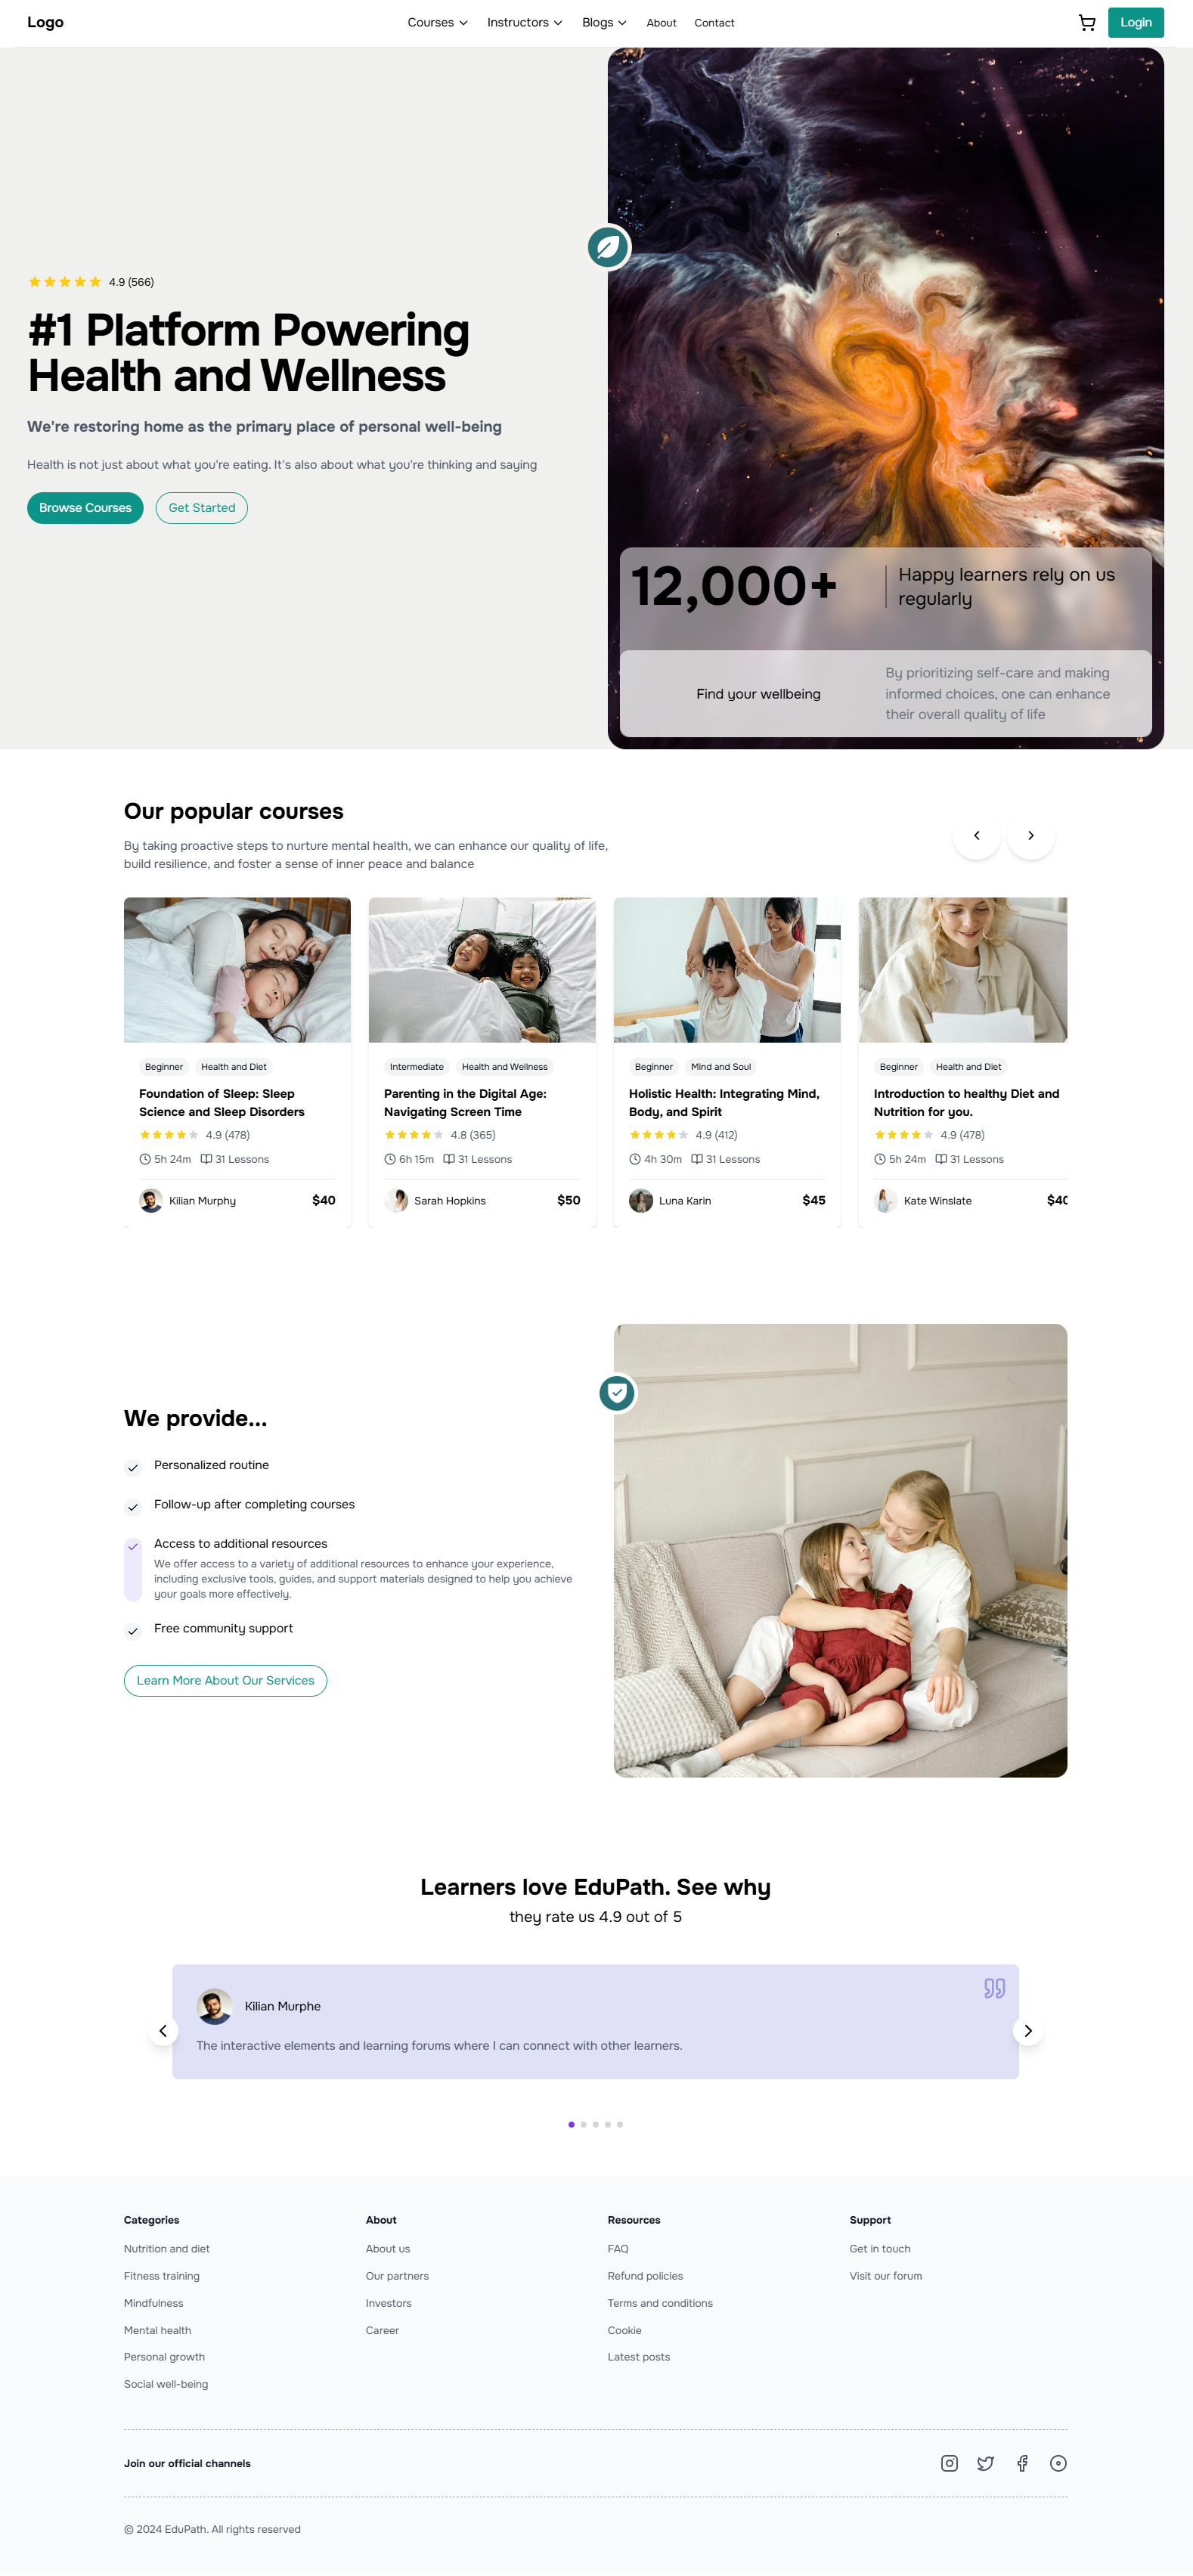 Logo
Courses
Instructors
Blogs
About
Contact
Login
4.9 (566)
#1 Platform Powering
Health and Wellness
We're restoring home as the primary place of personal well-being
Health is not just about what you're eating. It's also about what you're thinking and saying
Browse Courses
Get Started
12,000+
Happy learners rely on us
regularly
Find your wellbeing
By prioritizing self-care and making
informed choices, one can enhance
their overall quality of life
Our popular courses
By taking proactive steps to nurture mental health, we can enhance our quality of life,
build resilience, and foster a sense of inner peace and balance
Beginner
Health and Diet
Foundation of Sleep: Sleep
Science and Sleep Disorders
4.9 (478)
5h 24m
31 Lessons
Kilian Murphy
$40
Intermediate
Health and Wellness
Parenting in the Digital Age:
Navigating Screen Time
4.8 (365)
6h 15m
31 Lessons
Sarah Hopkins
$50
Beginner
Mind and Soul
Holistic Health: Integrating Mind,
Body, and Spirit
4.9 (412)
4h 30m
31 Lessons
Luna Karin
$45
Beginner
Health and Diet
Introduction to healthy Diet and
Nutrition for you.
4.9 (478)
5h 24m
31 Lessons
Kate Winslate
$40
We provide...
Personalized routine
Follow-up after completing courses
Access to additional resources
We offer access to a variety of additional resources to enhance your experience,
including exclusive tools, guides, and support materials designed to help you achieve
your goals more effectively.
Free community support
Learn More About Our Services
Learners love EduPath. See why
they rate us 4.9 out of 5
Kilian Murphe
The interactive elements and learning forums where I can connect with other learners.
Categories
Nutrition and diet
Fitness training
Mindfulness
Mental health
Personal growth
Social well-being
About
About us
Our partners
Investors
Career
Resources
FAQ
Refund policies
Terms and conditions
Cookie
Latest posts
Support
Get in touch
Visit our forum
Join our official channels
© 2024 EduPath. All rights reserved